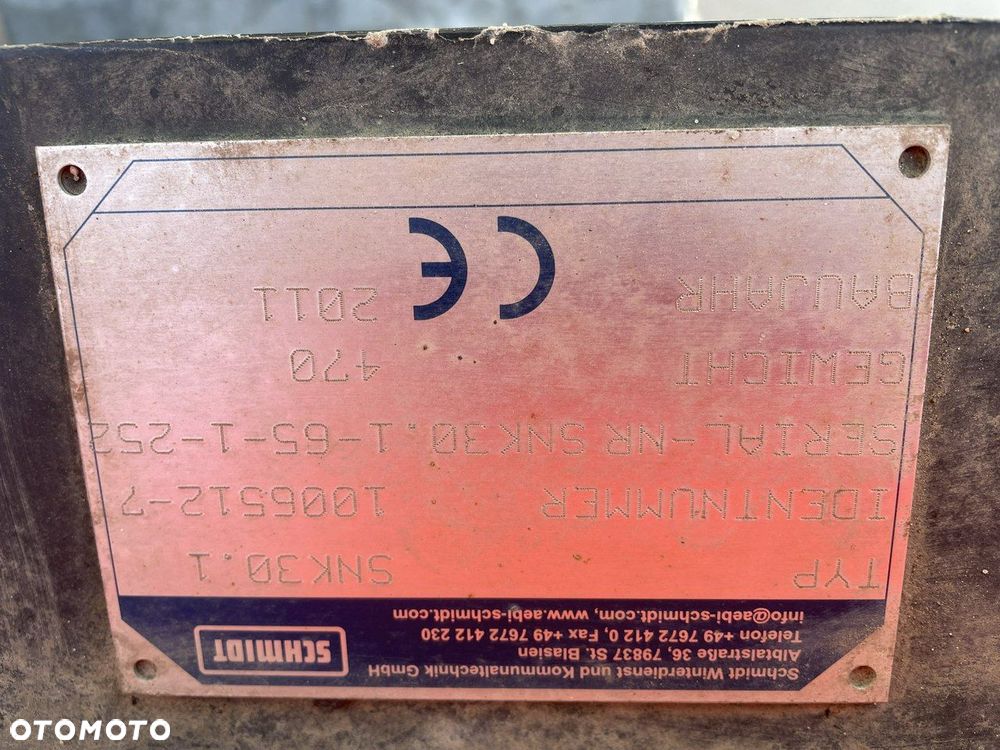 Schmidt Winterdienst und Kommunaltechnik GmbH
Albtalstraße 36, 79837 St. Blasien
Telefon +49 7672 412 0, Fax +49 7672 412 230
info@aebi-schmidt.com, www.aebi-schmidt.com
SCHMIDT
TYP SNK30.1
IDENTNUMMER 1006512-7
SERIAL-NR SNK30.1-65-1-252
GEWICHT 470
BAUJAHR 2011
CE
OTOMOTO